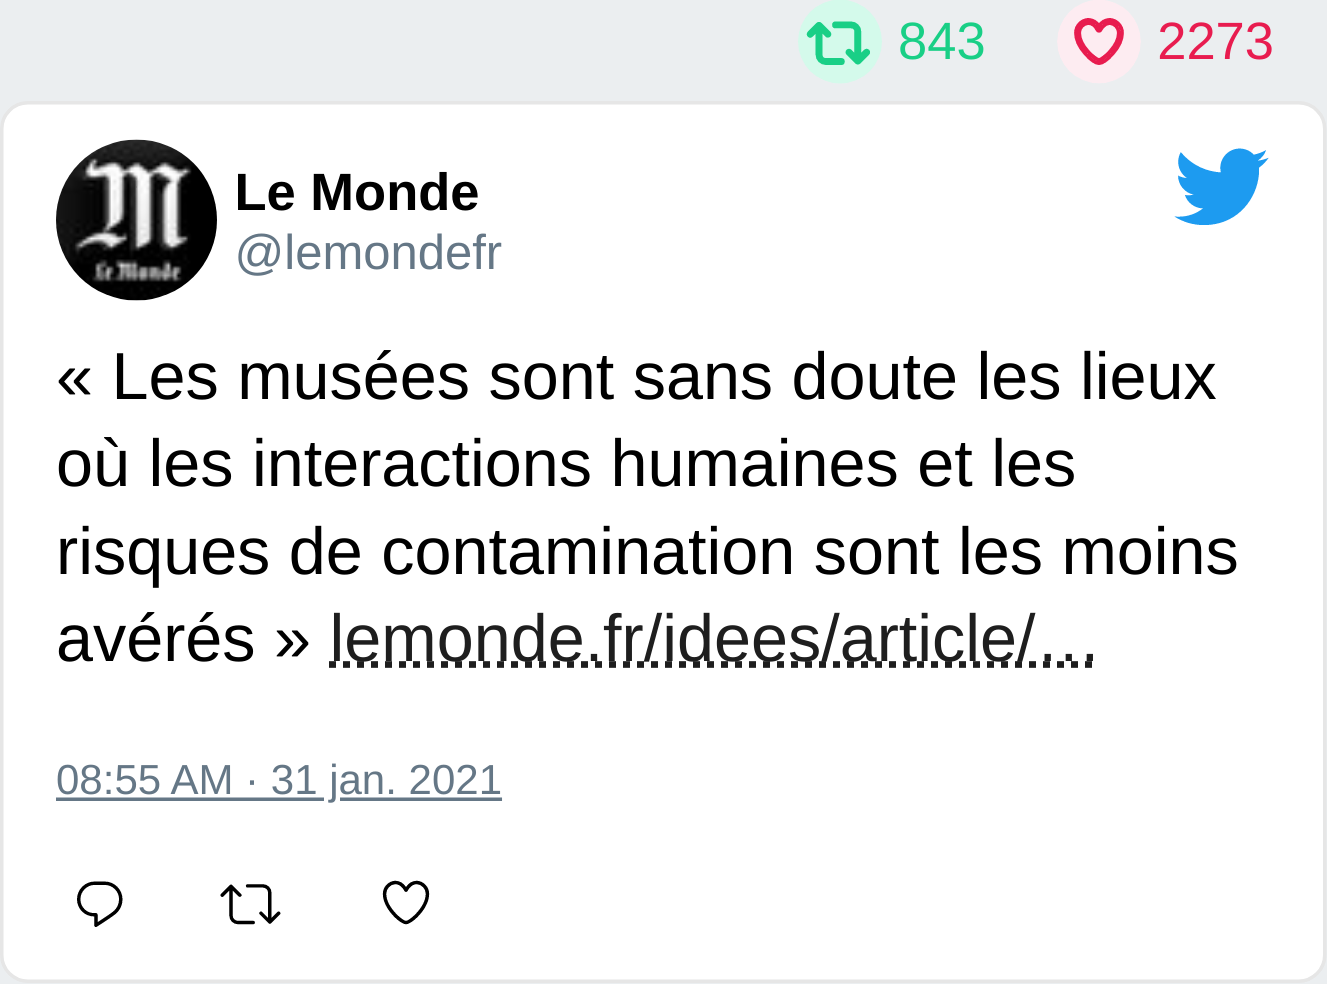 843 2273
Le Monde
Le Monde
@lemondefr
« Les musées sont sans doute les lieux
où les interactions humaines et les
risques de contamination sont les moins
avérés » lemonde.fr/idees/article/…
08:55 AM · 31 jan. 2021